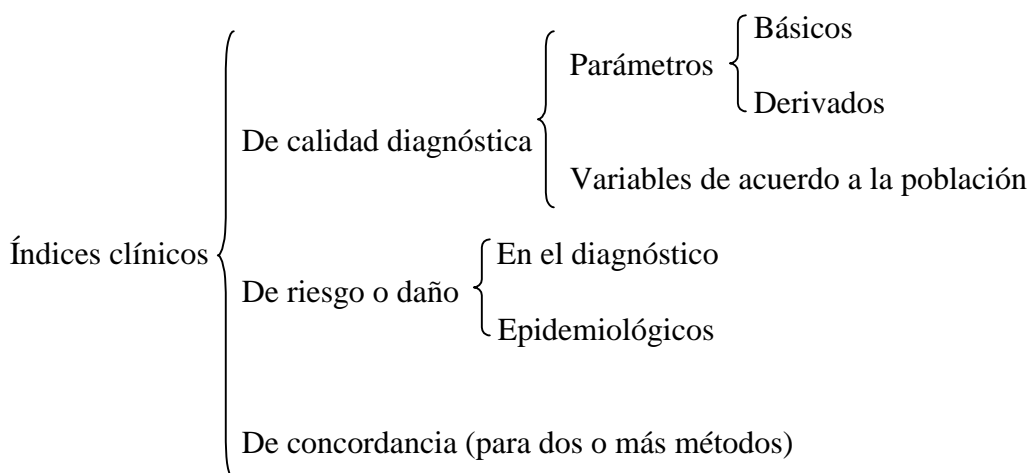 Índices clínicos
De calidad diagnóstica
Parámetros
Básicos
Derivados
Variables de acuerdo a la población
De riesgo o daño
En el diagnóstico
Epidemiológicos
De concordancia (para dos o más métodos)